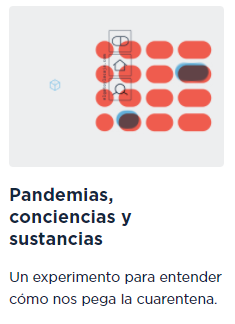 Pandemias,
conciencias y
sustancias
Un experimento para entender
cómo nos pega la cuarentena.